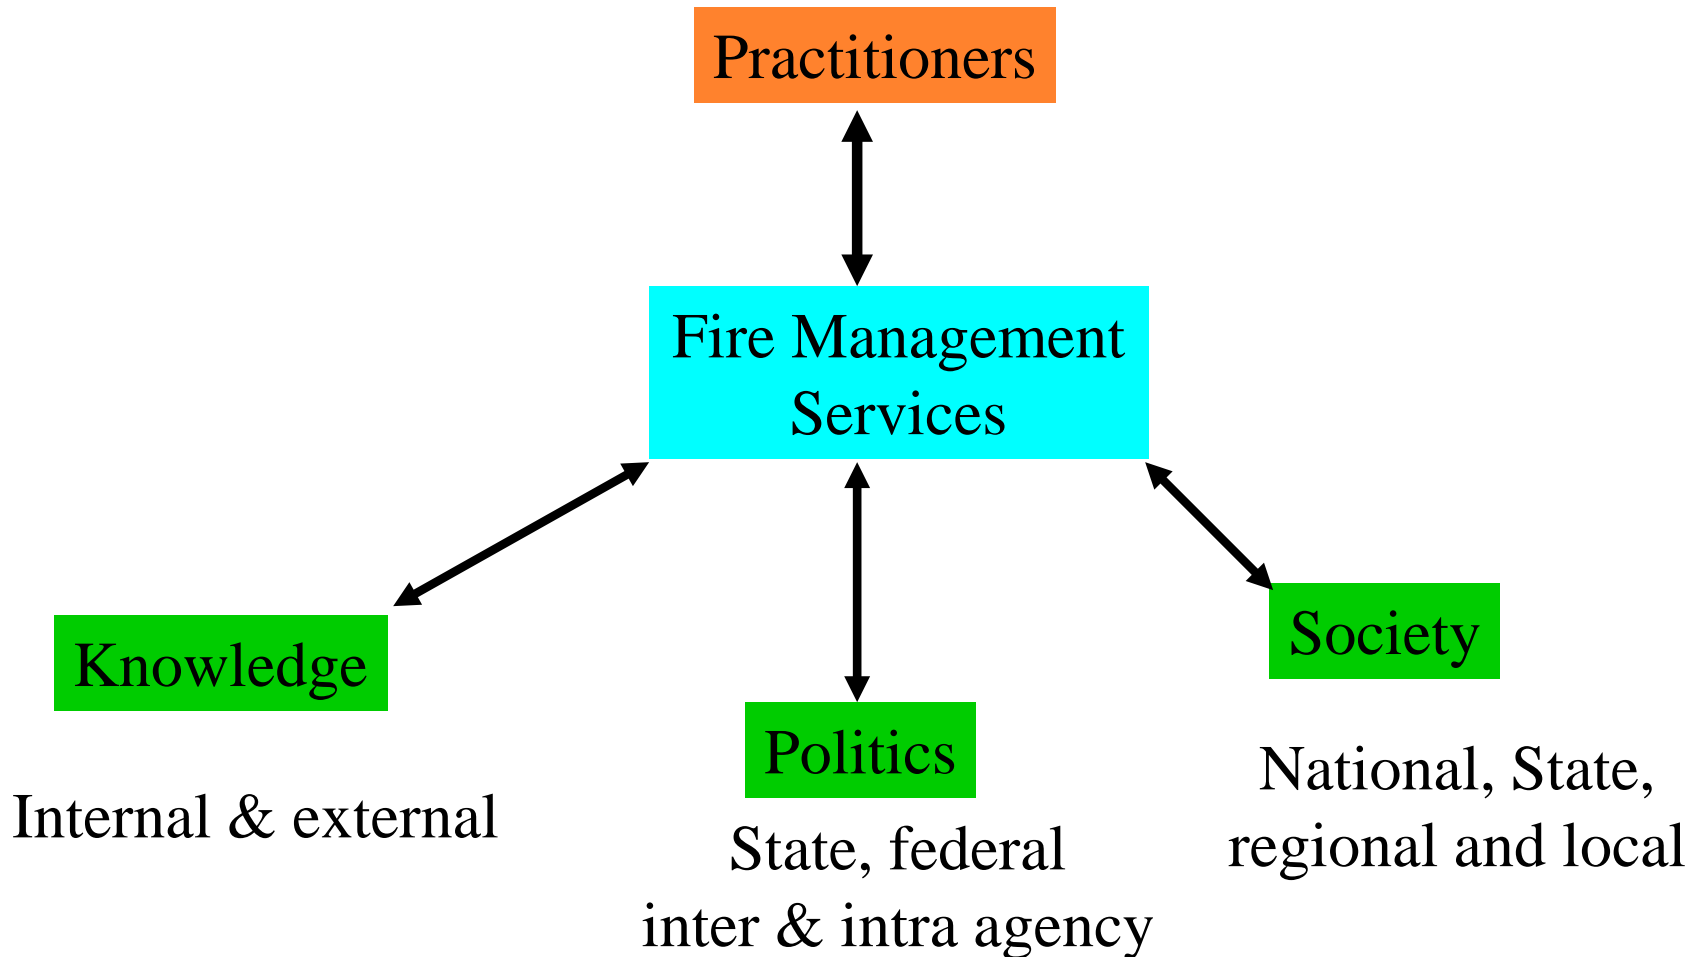 Practitioners
Fire Management
Services
Knowledge
Internal & external
Politics
State, federal
inter & intra agency
Society
National, State,
regional and local